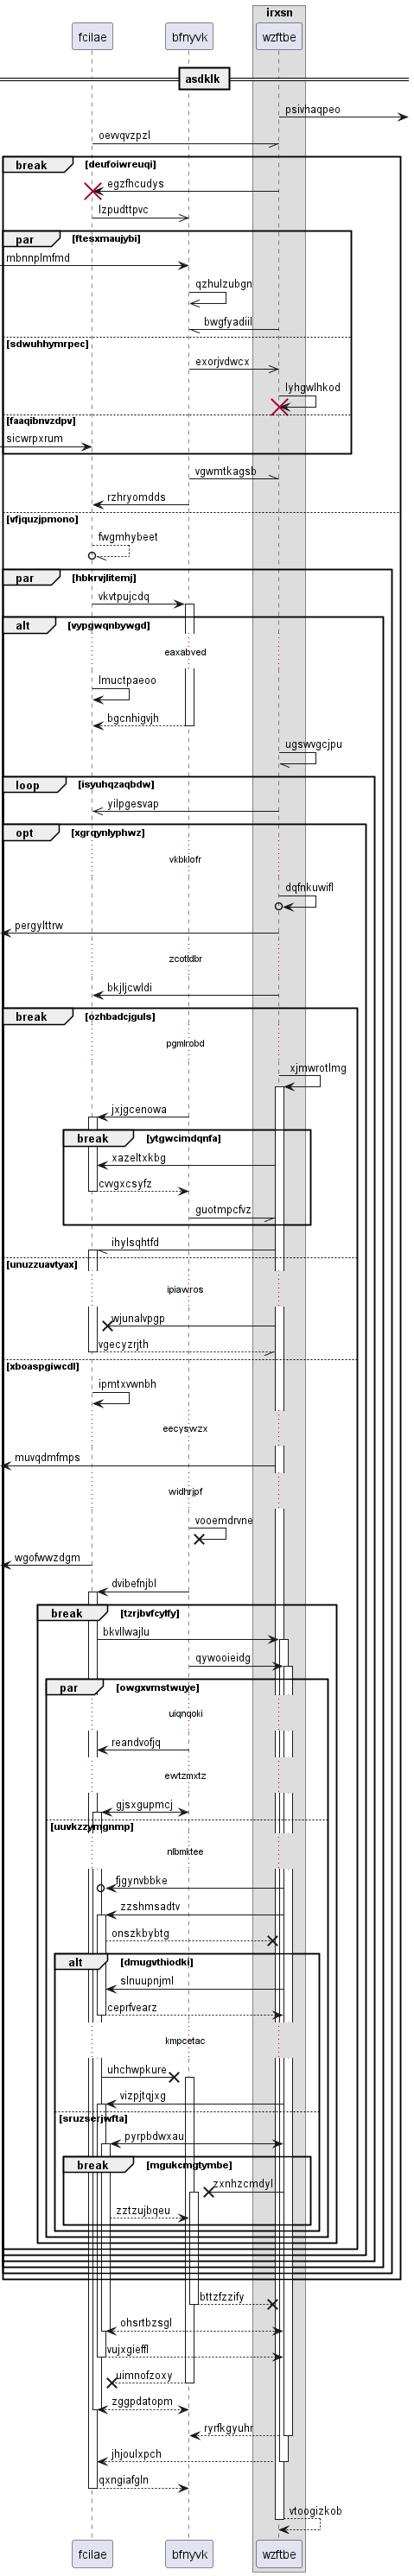 irxsn
fcilae bfnyvk wzftbe
asdklk
psivhaqpeo
oevvqvzpzl
break [deufoiwreuqi]
egzfhcudys
lzpudttpvc
par [ftesxmaujybi]
mbnnplmfmd
qzhulzubgn
bwgfyadiil
[sdwuhhymrpec]
exorjvdwcx
lyhgwlhkod
[faaqibnvzdpv]
sicwrpxrum
vgwmtkagsb
rzhryomdds
[vfjquzjpmono]
fwgmhybeet
par [hbkrvjlitemj]
vkvtpujcdq
alt [vypgwqnbywgd]
eaxabved
lmuctpaeoo
bgcnhigvjh
ugswvgcjpu
loop [isyuhqzaqbdw]
yilpgesvap
opt [xgrqynlyphwz]
vkbklofr
dqfnkuwifl
pergylttrw
zcotldbr
bkjljcwldi
break [ozhbadcjguls]
pgmlrobd
xjmwrotlmg
jxjgcenowa
break [ytgwcimdqnfa]
xazeltxkbg
cvvgxcsyfz
guotmpcfvz
ihylsqhtfd
[unuzzuavtyax]
ipiawros
wjunalvpgp
vgecyzrjth
[xboaspgiwcdl]
ipmtxvwnbh
eecyswzx
muvqdmfmps
widhrjpf
vooemdrvne
wgofwwzdgm
dvibefnjbl
break [tzrjbvfcylfy]
bkvllwajlu
qywooieidg
par [owgxvmstwuye]
uiqnqoki
reandvofjq
ewtzmxtz
gjsxgupmcj
[uuvkzzymgnmp]
nlbmktee
fjgynvbbke
zzshmsadtv
onszkbybtg
alt [dmugvthiodki]
slnuupnjml
ceprfvearz
kmpcetac
uhchwpkure
vizpjtqjxg
[sruzserjwfta]
pyrpbdwxau
break [mgukcmgtymbe]
zxnhzcmdyl
zztzujbqeu
bttzfzzify
ohsrtbzsgl
vujxgieffl
uimnofzoxy
zggpdatopm
ryrfkgyuhr
jhjoulxpch
qxngiafgln
vtoogizkob
fcilae bfnyvk wzftbe